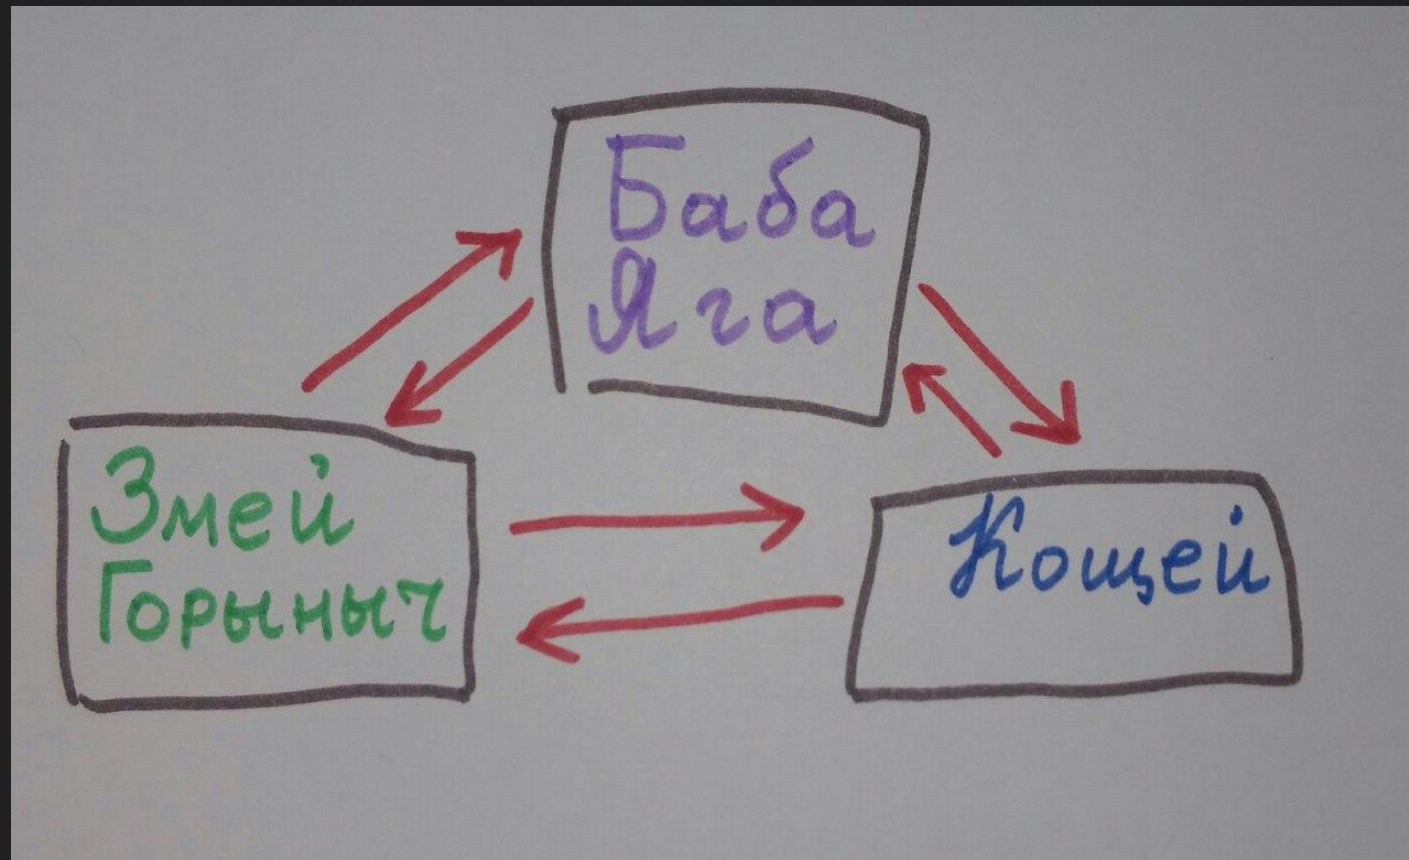 Баба
Яга
Змей
Горыныч
Кощей